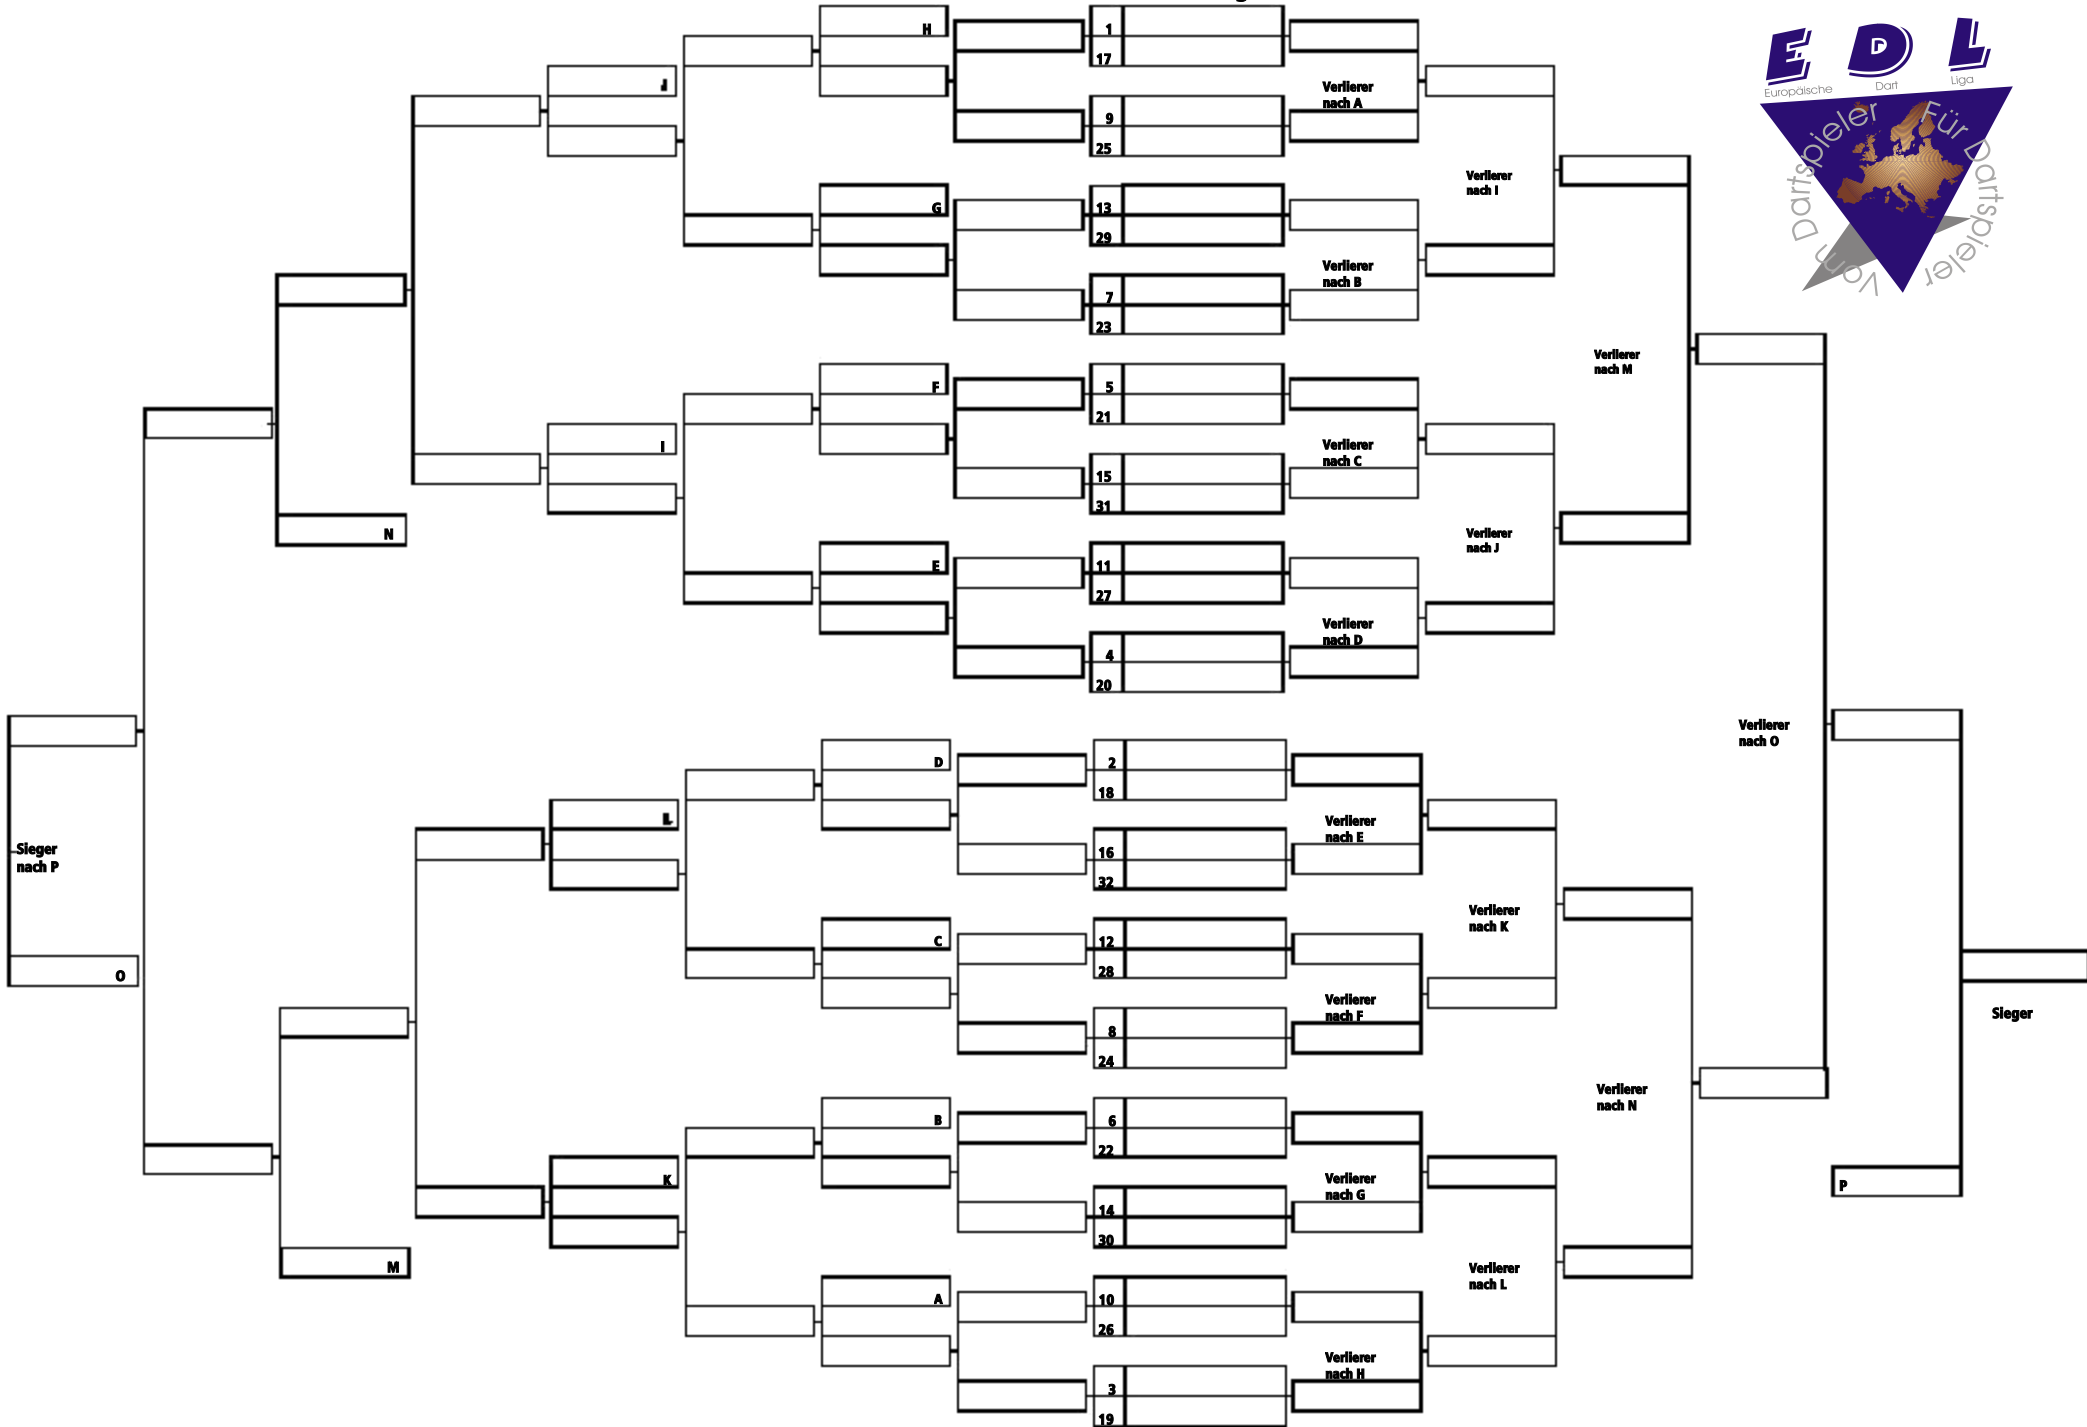 H
1
17
Verlierer
nach A
9
25
J
G
13
29
Verlierer
nach B
7
23
Verlierer
nach I
F
5
21
Verlierer
nach C
15
31
I
E
11
27
Verlierer
nach D
4
20
Verlierer
nach J
Verlierer
nach M
N
D
2
18
Verlierer
nach E
16
32
L
C
12
28
Verlierer
nach F
8
24
Verlierer
nach K
Verlierer
nach O
Sieger
nach P
O
B
6
22
Verlierer
nach G
14
30
K
A
10
26
Verlierer
nach H
3
19
Verlierer
nach L
Verlierer
nach N
M
P
Sieger
E D L
Europäische Dart Liga
Vom Dartspieler Für Dartspieler